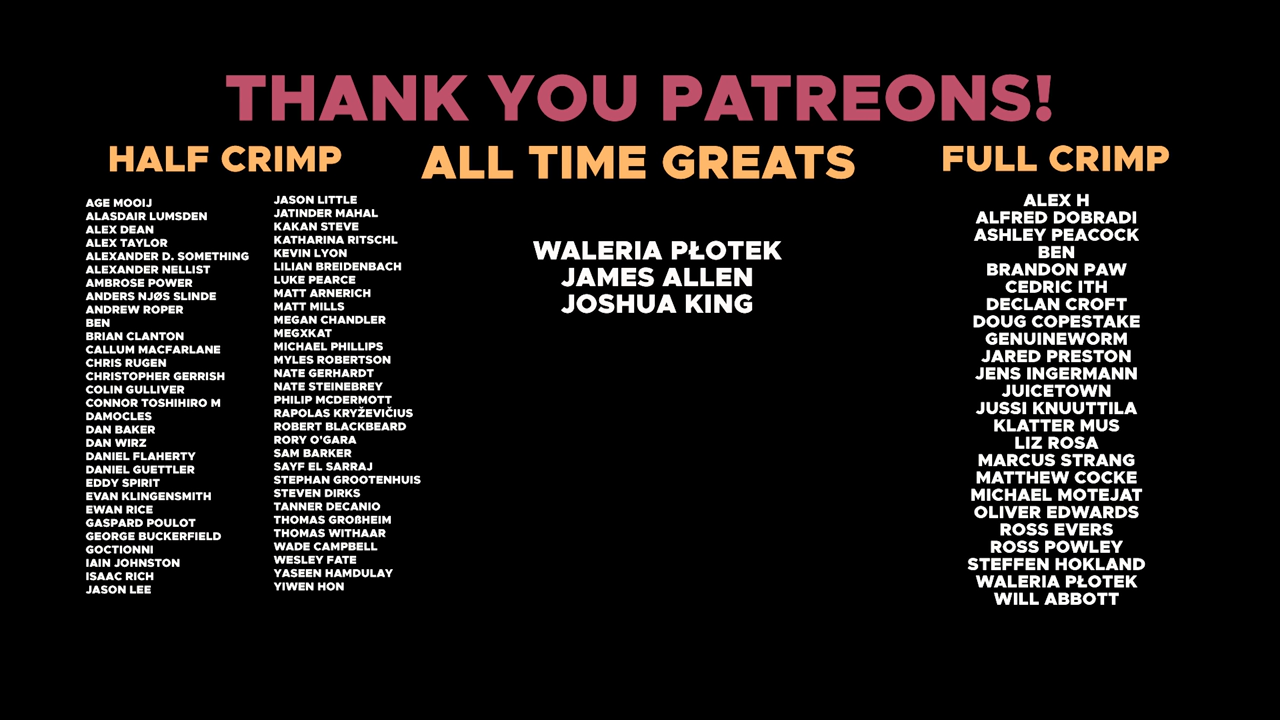 THANK YOU PATREONS!
HALF CRIMP
AGE MOOIJ
ALASDAIR LUMSDEN
ALEX DEAN
ALEX TAYLOR
ALEXANDER D. SOMETHING
ALEXANDER NELLIST
AMBROSE POWER
ANDERS NJØS SLINDE
ANDREW ROPER
BEN
BRIAN CLANTON
CALLUM MACFARLANE
CHRIS RUGEN
CHRISTOPHER GERRISH
COLIN GULLIVER
CONNOR TOSHIHIRO M
DAMOCLES
DAN BAKER
DAN WIRZ
DANIEL FLAHERTY
DANIEL GUETTLER
EDDY SPIRIT
EVAN KLINGENSMITH
EWAN RICE
GASPARD POULOT
GEORGE BUCKERFIELD
GOCTIONNI
IAIN JOHNSTON
ISAAC RICH
JASON LEE
JASON LITTLE
JATINDER MAHAL
KAKAN STEVE
KATHARINA RITSCHL
KEVIN LYON
LILIAN BREIDENBACH
LUKE PEARCE
MATT ARNERICH
MATT MILLS
MEGAN CHANDLER
MEGXKAT
MICHAEL PHILLIPS
MYLES ROBERTSON
NATE GERHARDT
NATE STEINEBREY
PHILIP MCDERMOTT
RAPOLAS KRYŽEVIČIUS
ROBERT BLACKBEARD
RORY O'GARA
SAM BARKER
SAYF EL SARRAJ
STEPHAN GROOTENHUIS
STEVEN DIRKS
TANNER DECANIO
THOMAS GROßHEIM
THOMAS WITHAAR
WADE CAMPBELL
WESLEY FATE
YASEEN HAMDULAY
YIWEN HON
ALL TIME GREATS
WALERIA PŁOTEK
JAMES ALLEN
JOSHUA KING
FULL CRIMP
ALEX H
ALFRED DOBRADI
ASHLEY PEACOCK
BEN
BRANDON PAW
CEDRIC ITH
DECLAN CROFT
DOUG COPESTAKE
GENUINEWORM
JARED PRESTON
JENS INGERMANN
JUICETOWN
JUSSI KNUUTTILA
KLATTER MUS
LIZ ROSA
MARCUS STRANG
MATTHEW COCKE
MICHAEL MOTEJAT
OLIVER EDWARDS
ROSS EVERS
ROSS POWLEY
STEFFEN HOKLAND
WALERIA PŁOTEK
WILL ABBOTT